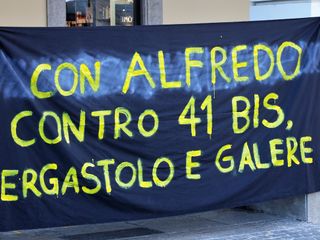 CON ALFREDO
CONTRO 41 BIS,
ERGASTOLO E GALERE